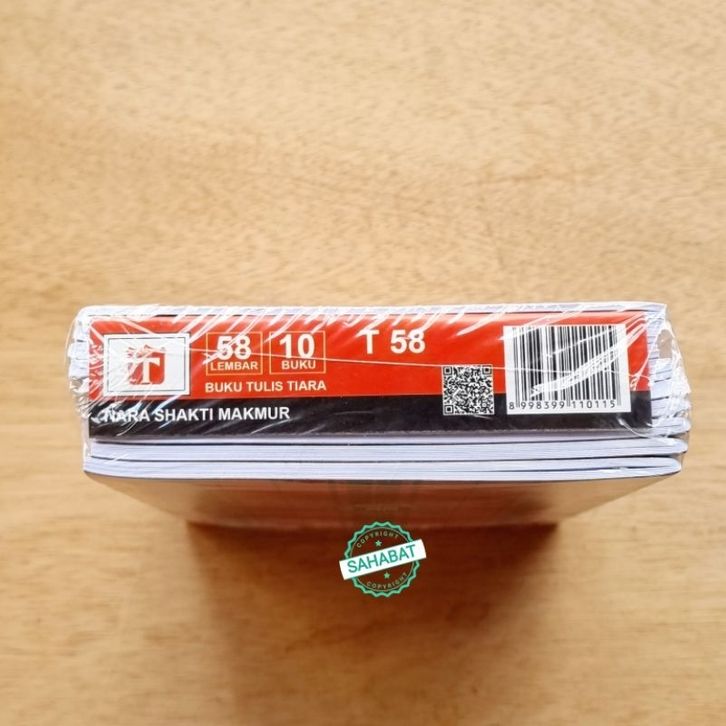 T
58
LEMBAR
10
BUKU
T 58
BUKU TULIS TIARA
NARA SHAKTI MAKMUR
8 998399 110115
COPYRIGHT
SAHABAT
COPYRIGHT